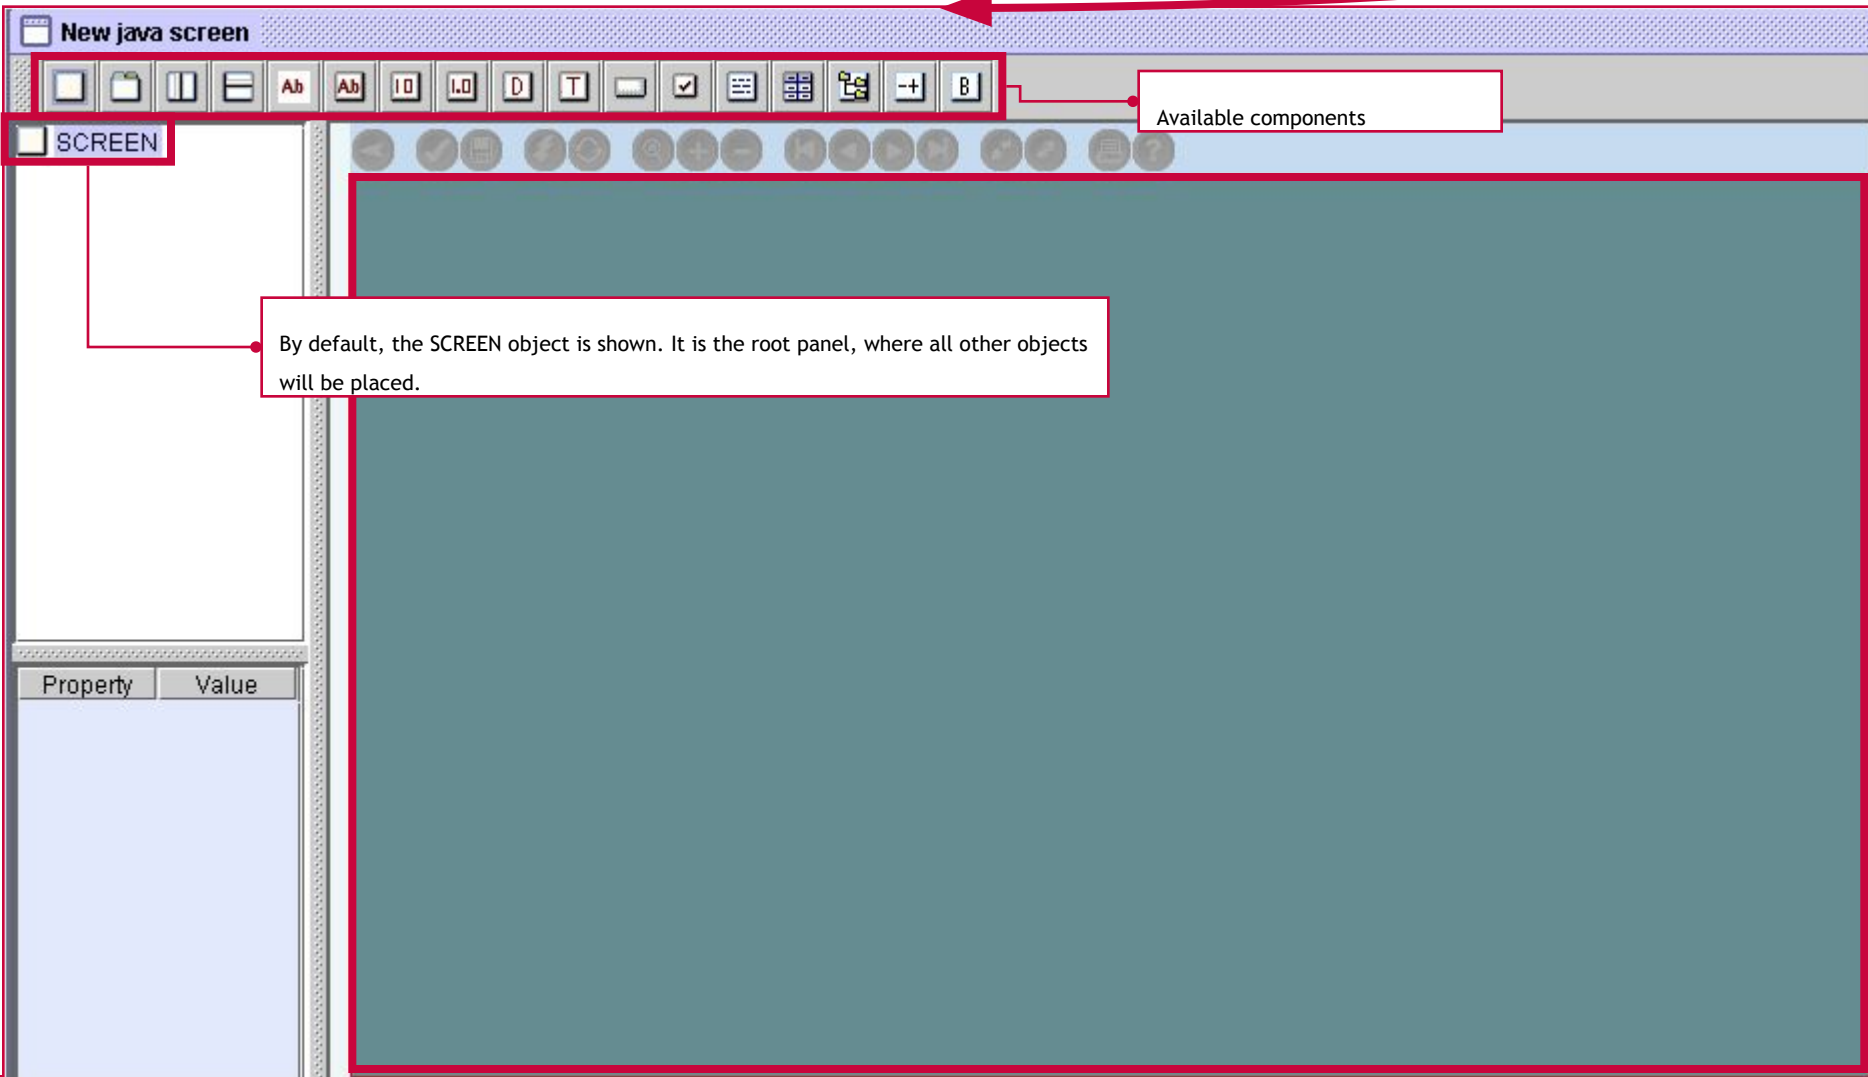 New java screen
Ab Ab I0 I.0 D T B
Available components
SCREEN
By default, the SCREEN object is shown. It is the root panel, where all other objects
will be placed.
Property Value